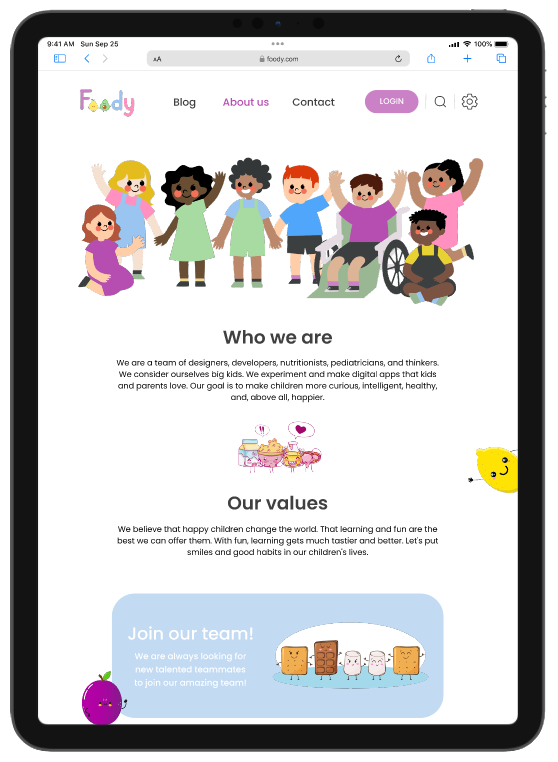 9:41 AM Sun Sep 25
100%
AA
foody.com
Foody
Blog
About us
Contact
LOGIN
Who we are
We are a team of designers, developers, nutritionists, pediatricians, and thinkers.
We consider ourselves big kids. We experiment and make digital apps that kids
and parents love. Our goal is to make children more curious, intelligent, healthy,
and, above all, happier.
!!
Our values
We believe that happy children change the world. That learning and fun are the
best we can offer them. With fun, learning gets much tastier and better. Let's put
smiles and good habits in our children's lives.
Join our team!
We are always looking for
new talented teammates
to join our amazing team!